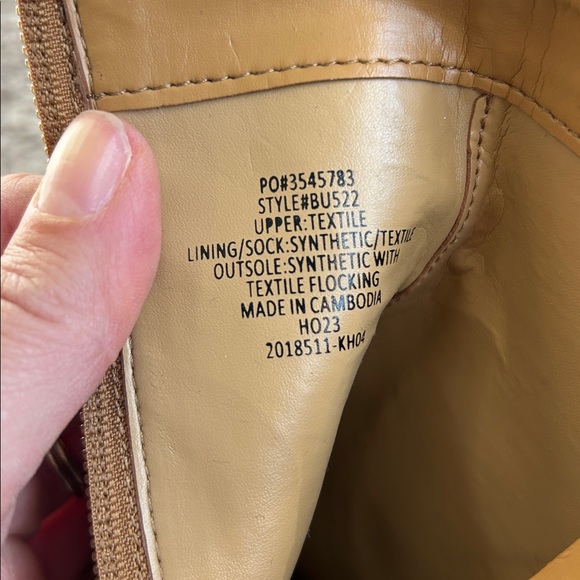 PO#3545783
STYLE#BU522
UPPER:TEXTILE
LINING/SOCK:SYNTHETIC/TEXTILE
OUTSOLE:SYNTHETIC WITH
TEXTILE FLOCKING
MADE IN CAMBODIA
HO23
2018511-KH04